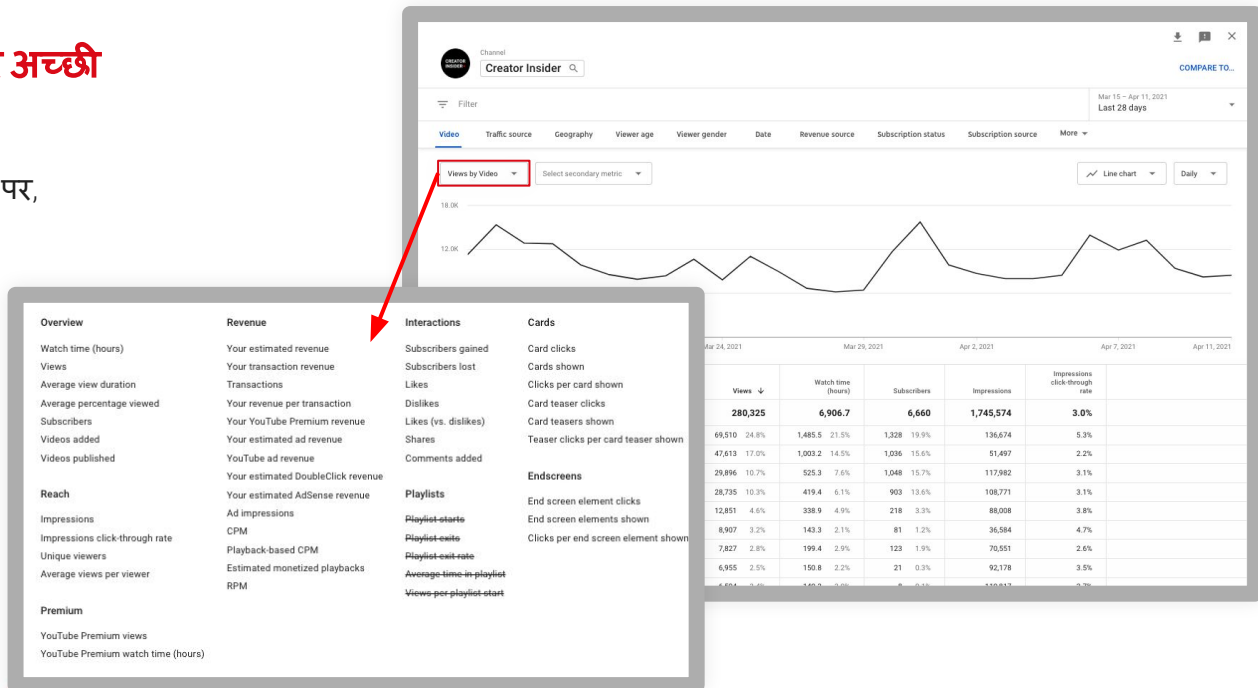 अच्छी
पर,
CREATOR
INSIDER
Channel
Creator Insider
COMPARE TO...
Filter
Mar 15 – Apr 11, 2021
Last 28 days
Video
Traffic source
Geography
Viewer age
Viewer gender
Date
Revenue source
Subscription status
Subscription source
More
Views by Video
Select secondary metric
Line chart
Daily
18.0K
12.0K
Mar 24, 2021
Mar 29, 2021
Apr 2, 2021
Apr 7, 2021
Apr 11, 2021
Views
Watch time
(hours)
Subscribers
Impressions
Impressions
click-through
rate
280,325 6,906.7 6,660 1,745,574 3.0%
69,510 24.8% 1,485.5 21.5% 1,328 19.9% 136,674 5.3%
47,613 17.0% 1,003.2 14.5% 1,036 15.6% 51,497 2.2%
29,896 10.7% 525.3 7.6% 1,048 15.7% 117,982 3.1%
28,735 10.3% 419.4 6.1% 903 13.6% 108,771 3.1%
12,851 4.6% 338.9 4.9% 218 3.3% 88,008 3.8%
8,907 3.2% 143.3 2.1% 81 1.2% 36,584 4.7%
7,827 2.8% 199.4 2.9% 123 1.9% 70,551 2.6%
6,955 2.5% 150.8 2.2% 21 0.3% 92,178 3.5%
Overview
Watch time (hours)
Views
Average view duration
Average percentage viewed
Subscribers
Videos added
Videos published
Reach
Impressions
Impressions click-through rate
Unique viewers
Average views per viewer
Premium
YouTube Premium views
YouTube Premium watch time (hours)
Revenue
Your estimated revenue
Your transaction revenue
Transactions
Your revenue per transaction
Your YouTube Premium revenue
Your estimated ad revenue
YouTube ad revenue
Your estimated DoubleClick revenue
Your estimated AdSense revenue
Ad impressions
CPM
Playback-based CPM
Estimated monetized playbacks
RPM
Interactions
Subscribers gained
Subscribers lost
Likes
Dislikes
Likes (vs. dislikes)
Shares
Comments added
Playlists
Playlist starts
Playlist exits
Playlist exit rate
Average time in playlist
Views per playlist start
Cards
Card clicks
Cards shown
Clicks per card shown
Card teaser clicks
Card teasers shown
Teaser clicks per card teaser shown
Endscreens
End screen element clicks
End screen elements shown
Clicks per end screen element shown